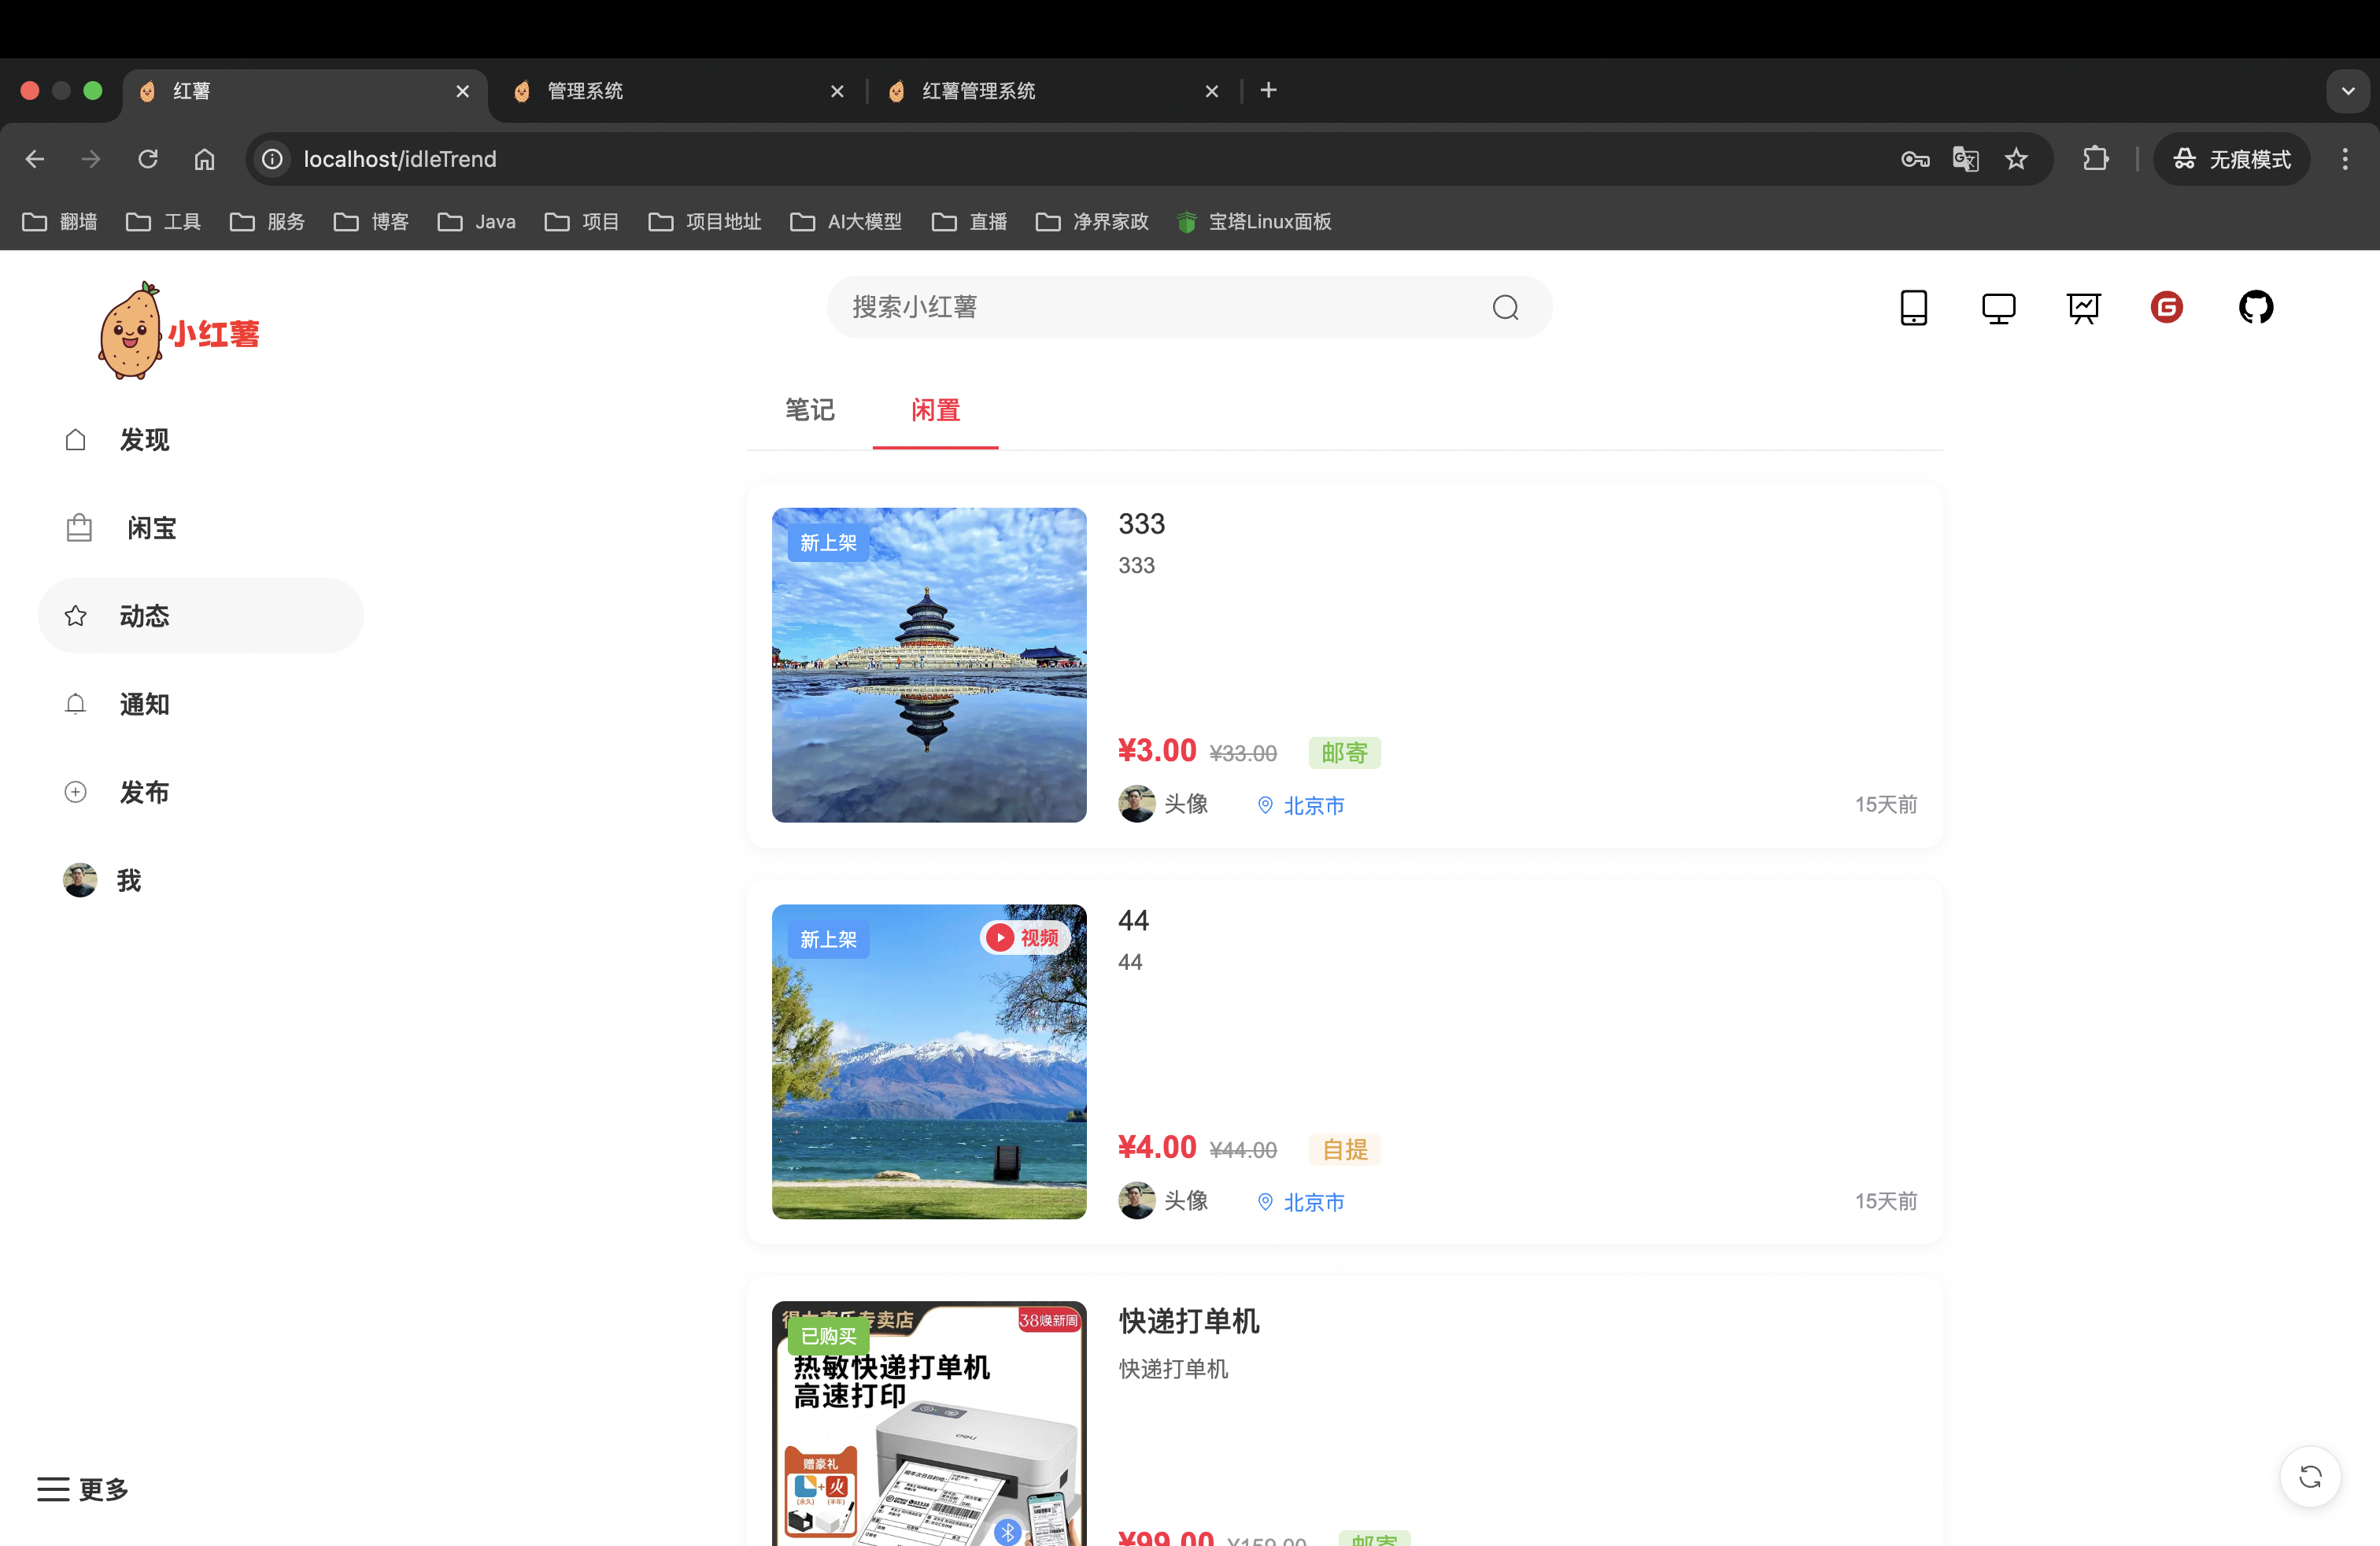 红薯
管理系统
红薯管理系统
localhost/idleTrend
无痕模式
翻墙
工具
服务
博客
Java
项目
项目地址
AI大模型
直播
净界家政
宝塔Linux面板
小红薯
搜索小红薯
发现
闲宝
动态
通知
发布
我
更多
笔记
闲置
新上架
333
333
¥3.00 ¥33.00 邮寄
头像 北京市 15天前
新上架 视频
44
44
¥4.00 ¥44.00 自提
头像 北京市 15天前
专卖店
38焕新周
已购买
热敏快递打单机
高速打印
赠豪礼
(永久) (半年)
deli
快递打单机
快递打单机
¥99.00 ¥159.00 邮寄